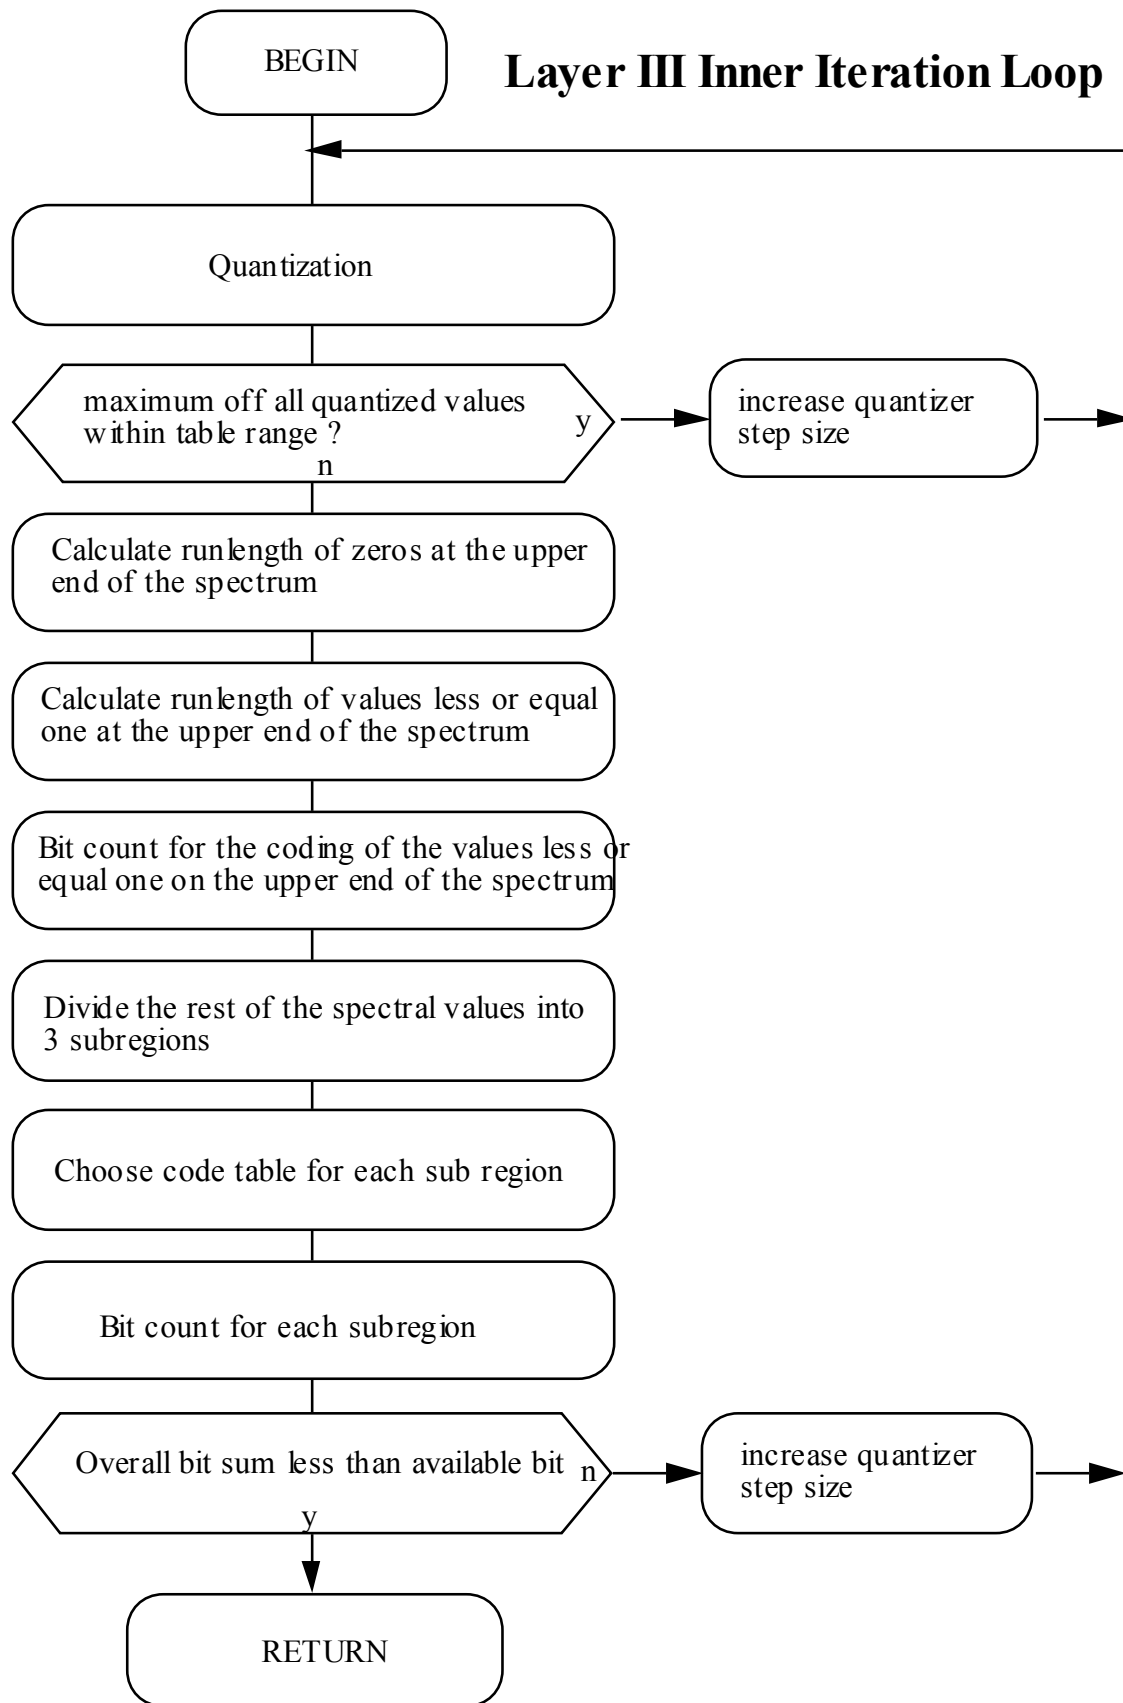 BEGIN
Layer III Inner Iteration Loop
Quantization
maximum off all quantized values
within table range ?
y
n
increase quantizer
step size
Calculate runlength of zeros at the upper
end of the spectrum
Calculate runlength of values less or equal
one at the upper end of the spectrum
Bit count for the coding of the values less or
equal one on the upper end of the spectrum
Divide the rest of the spectral values into
3 subregions
Choose code table for each sub region
Bit count for each subregion
Overall bit sum less than available bit
n
y
increase quantizer
step size
RETURN